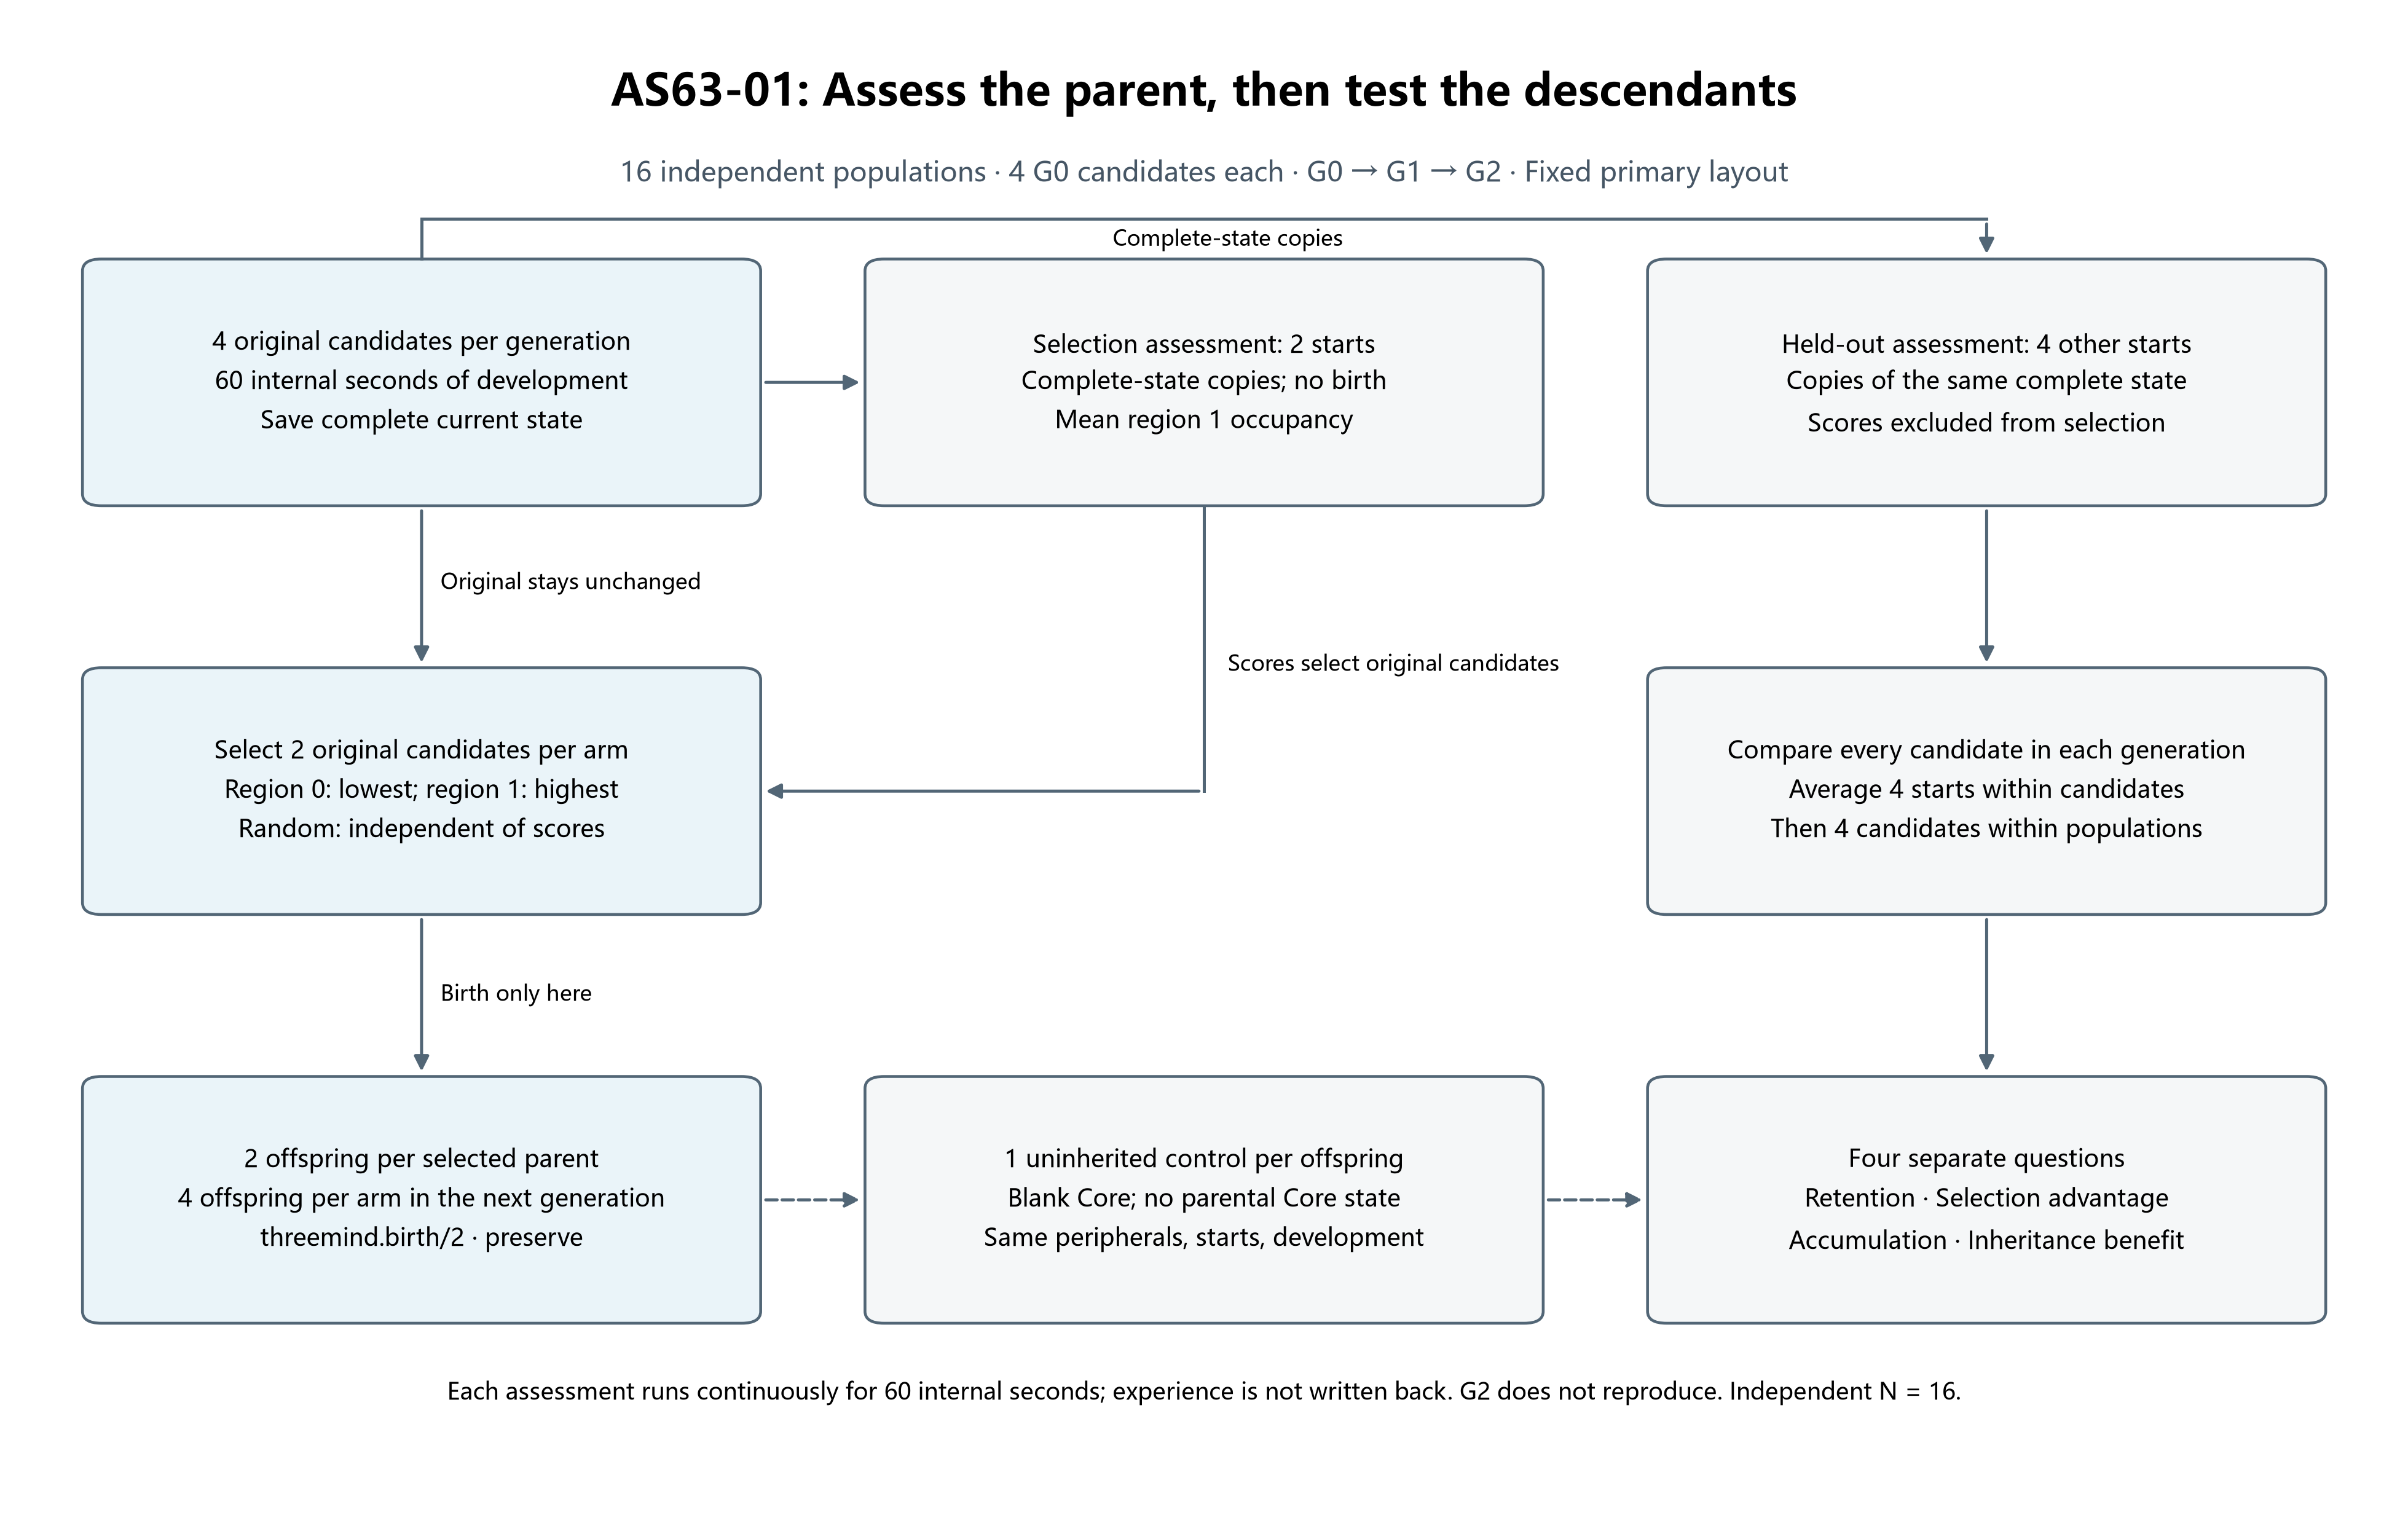 AS63-01: Assess the parent, then test the descendants
16 independent populations · 4 G0 candidates each · G0 → G1 → G2 · Fixed primary layout
Complete-state copies
4 original candidates per generation
60 internal seconds of development
Save complete current state
Selection assessment: 2 starts
Complete-state copies; no birth
Mean region 1 occupancy
Held-out assessment: 4 other starts
Copies of the same complete state
Scores excluded from selection
Original stays unchanged
Scores select original candidates
Select 2 original candidates per arm
Region 0: lowest; region 1: highest
Random: independent of scores
Compare every candidate in each generation
Average 4 starts within candidates
Then 4 candidates within populations
Birth only here
2 offspring per selected parent
4 offspring per arm in the next generation
threemind.birth/2 · preserve
1 uninherited control per offspring
Blank Core; no parental Core state
Same peripherals, starts, development
Four separate questions
Retention · Selection advantage
Accumulation · Inheritance benefit
Each assessment runs continuously for 60 internal seconds; experience is not written back. G2 does not reproduce. Independent N = 16.